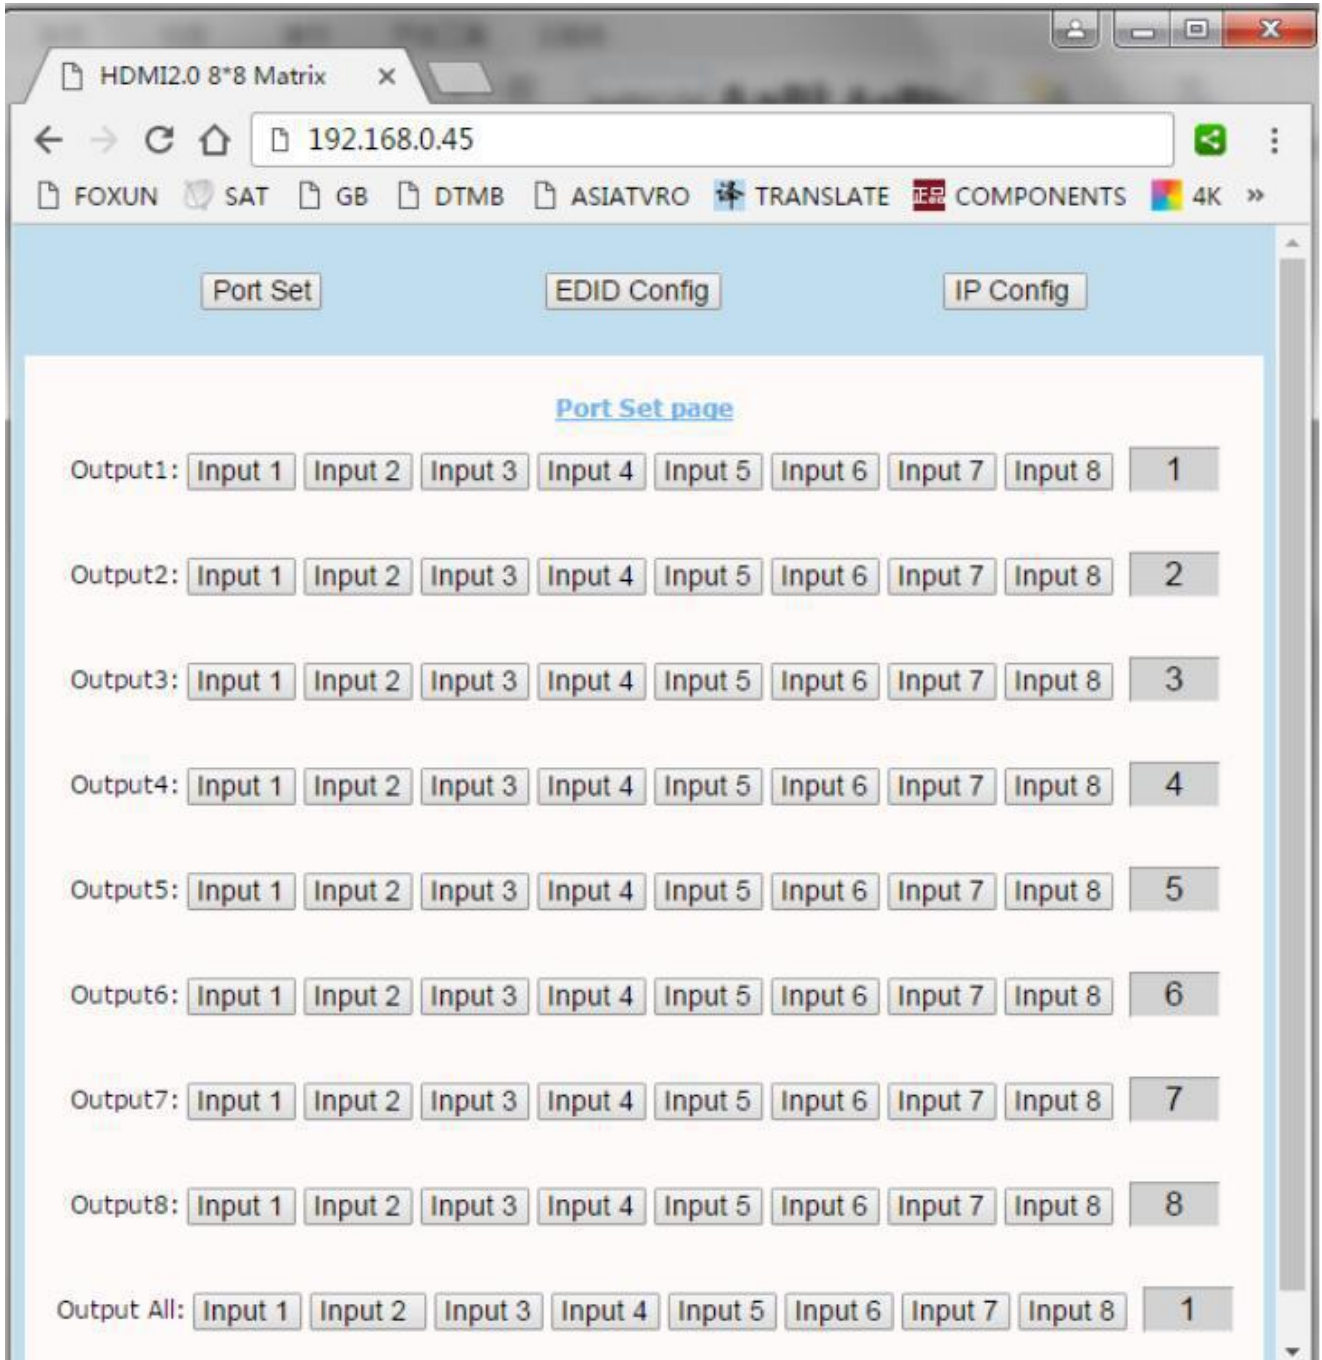 HDMI2.0 8*8 Matrix
192.168.0.45
FOXUN SAT GB DTMB ASIATVRO 译 TRANSLATE 正品 COMPONENTS 4K »
Port Set EDID Config IP Config
Port Set page
Output1: Input 1 Input 2 Input 3 Input 4 Input 5 Input 6 Input 7 Input 8 1
Output2: Input 1 Input 2 Input 3 Input 4 Input 5 Input 6 Input 7 Input 8 2
Output3: Input 1 Input 2 Input 3 Input 4 Input 5 Input 6 Input 7 Input 8 3
Output4: Input 1 Input 2 Input 3 Input 4 Input 5 Input 6 Input 7 Input 8 4
Output5: Input 1 Input 2 Input 3 Input 4 Input 5 Input 6 Input 7 Input 8 5
Output6: Input 1 Input 2 Input 3 Input 4 Input 5 Input 6 Input 7 Input 8 6
Output7: Input 1 Input 2 Input 3 Input 4 Input 5 Input 6 Input 7 Input 8 7
Output8: Input 1 Input 2 Input 3 Input 4 Input 5 Input 6 Input 7 Input 8 8
Output All: Input 1 Input 2 Input 3 Input 4 Input 5 Input 6 Input 7 Input 8 1